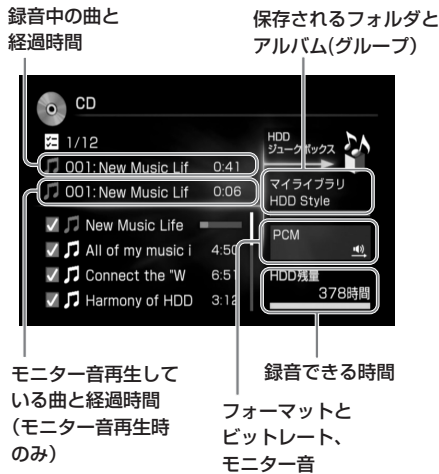 録音中の曲と
経過時間
保存されるフォルダと
アルバム(グループ)
CD
1/12
HDD
ジュークボックス
001: New Music Lif 0:41
001: New Music Lif 0:06
マイライブラリ
HDD Style
New Music Life
All of my music i 4:50
Connect the "W 6:51
Harmony of HDD 3:12
PCM
HDD残量
378時間
モニター音再生して
いる曲と経過時間
(モニター音再生時
のみ)
録音できる時間
フォーマットと
ビットレート、
モニター音